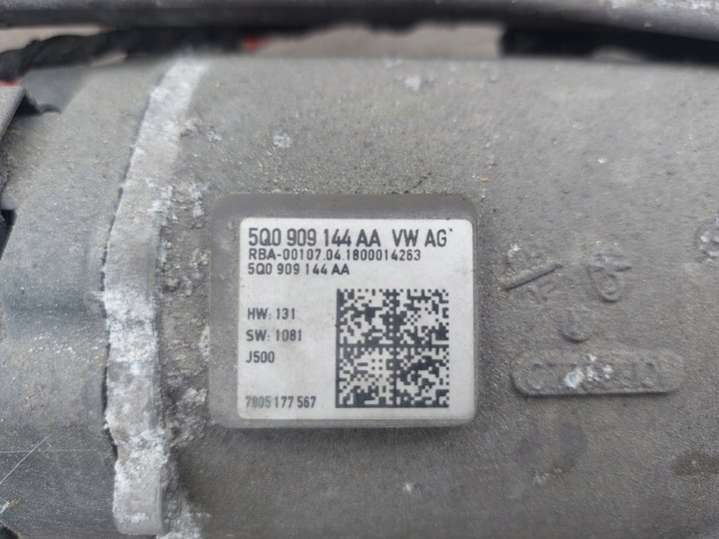 5Q0 909 144 AA VW AG
RBA-00107.04.1800014263
5Q0 909 144 AA
HW: 131
SW: 1081
J500
7805 177 567